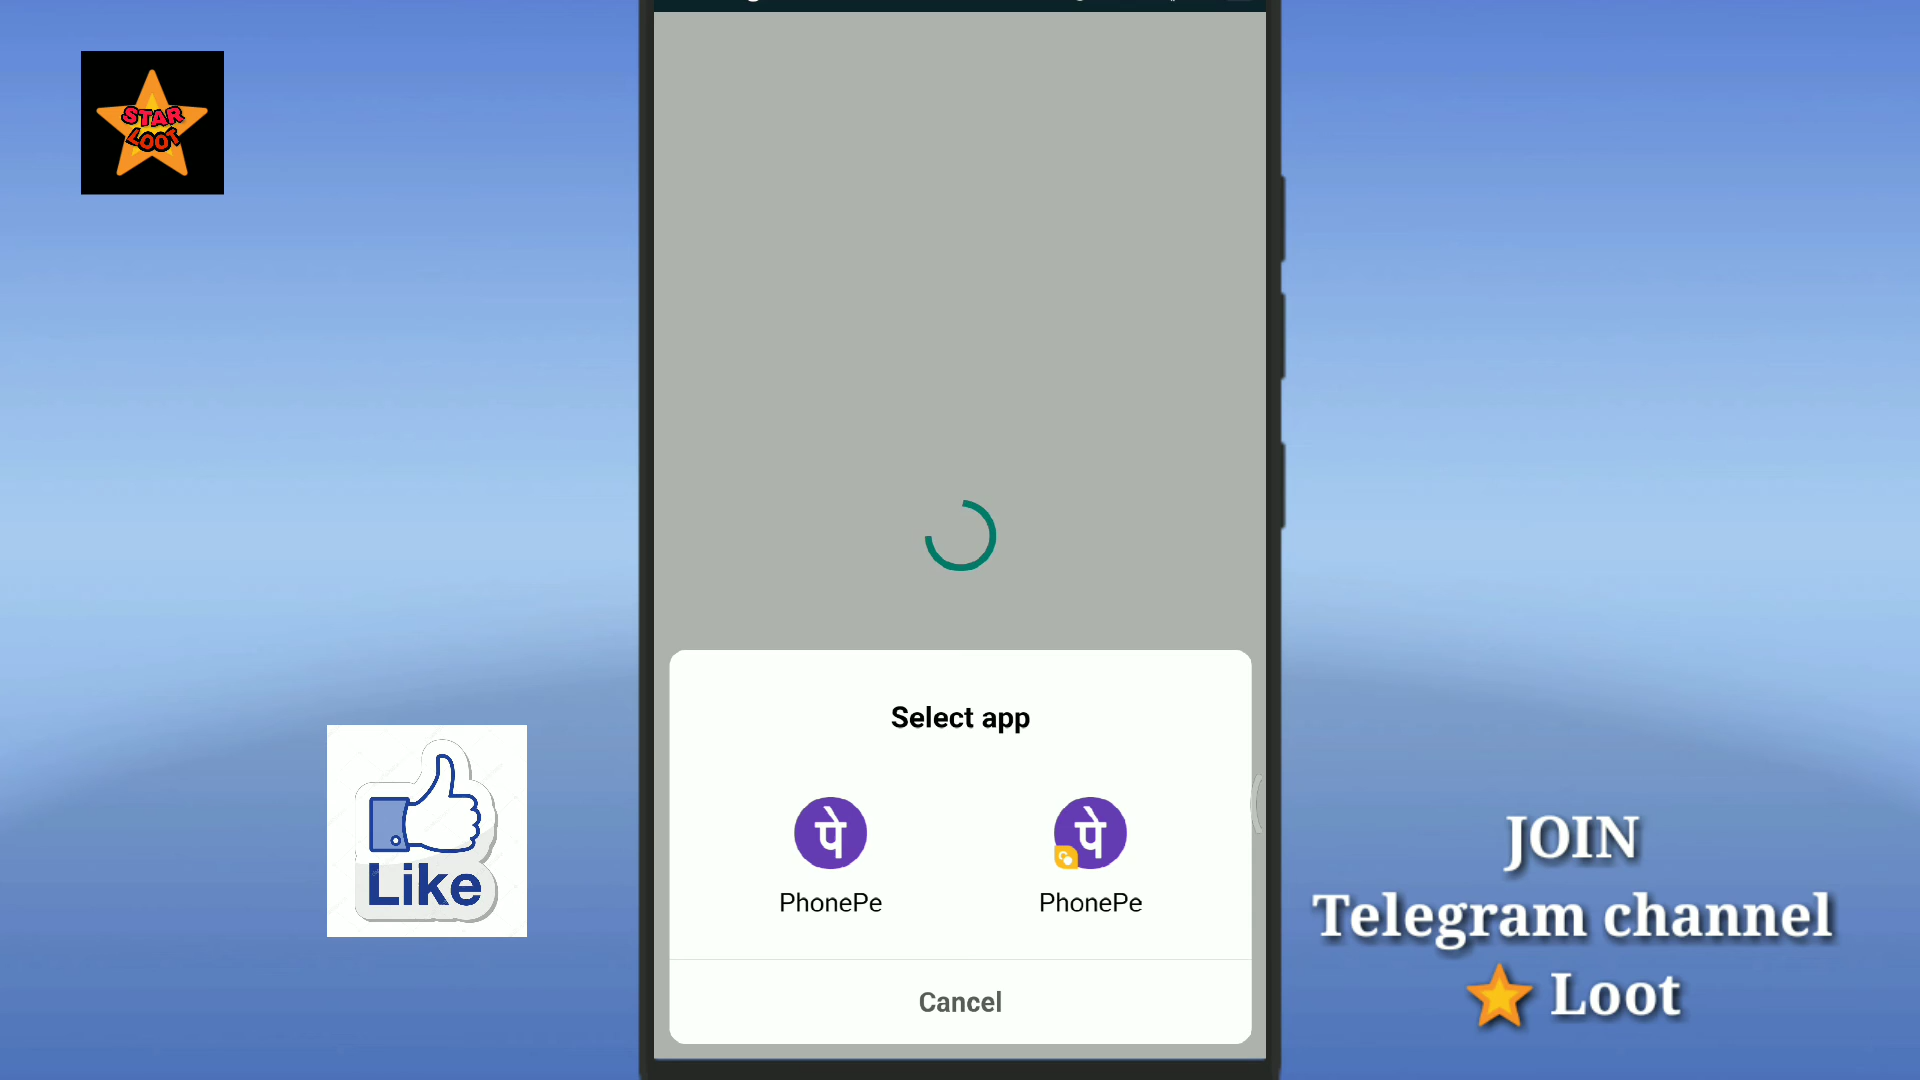 STAR
LOOT
Select app
पे
पे
PhonePe
PhonePe
Cancel
Like
JOIN
Telegram channel
Loot